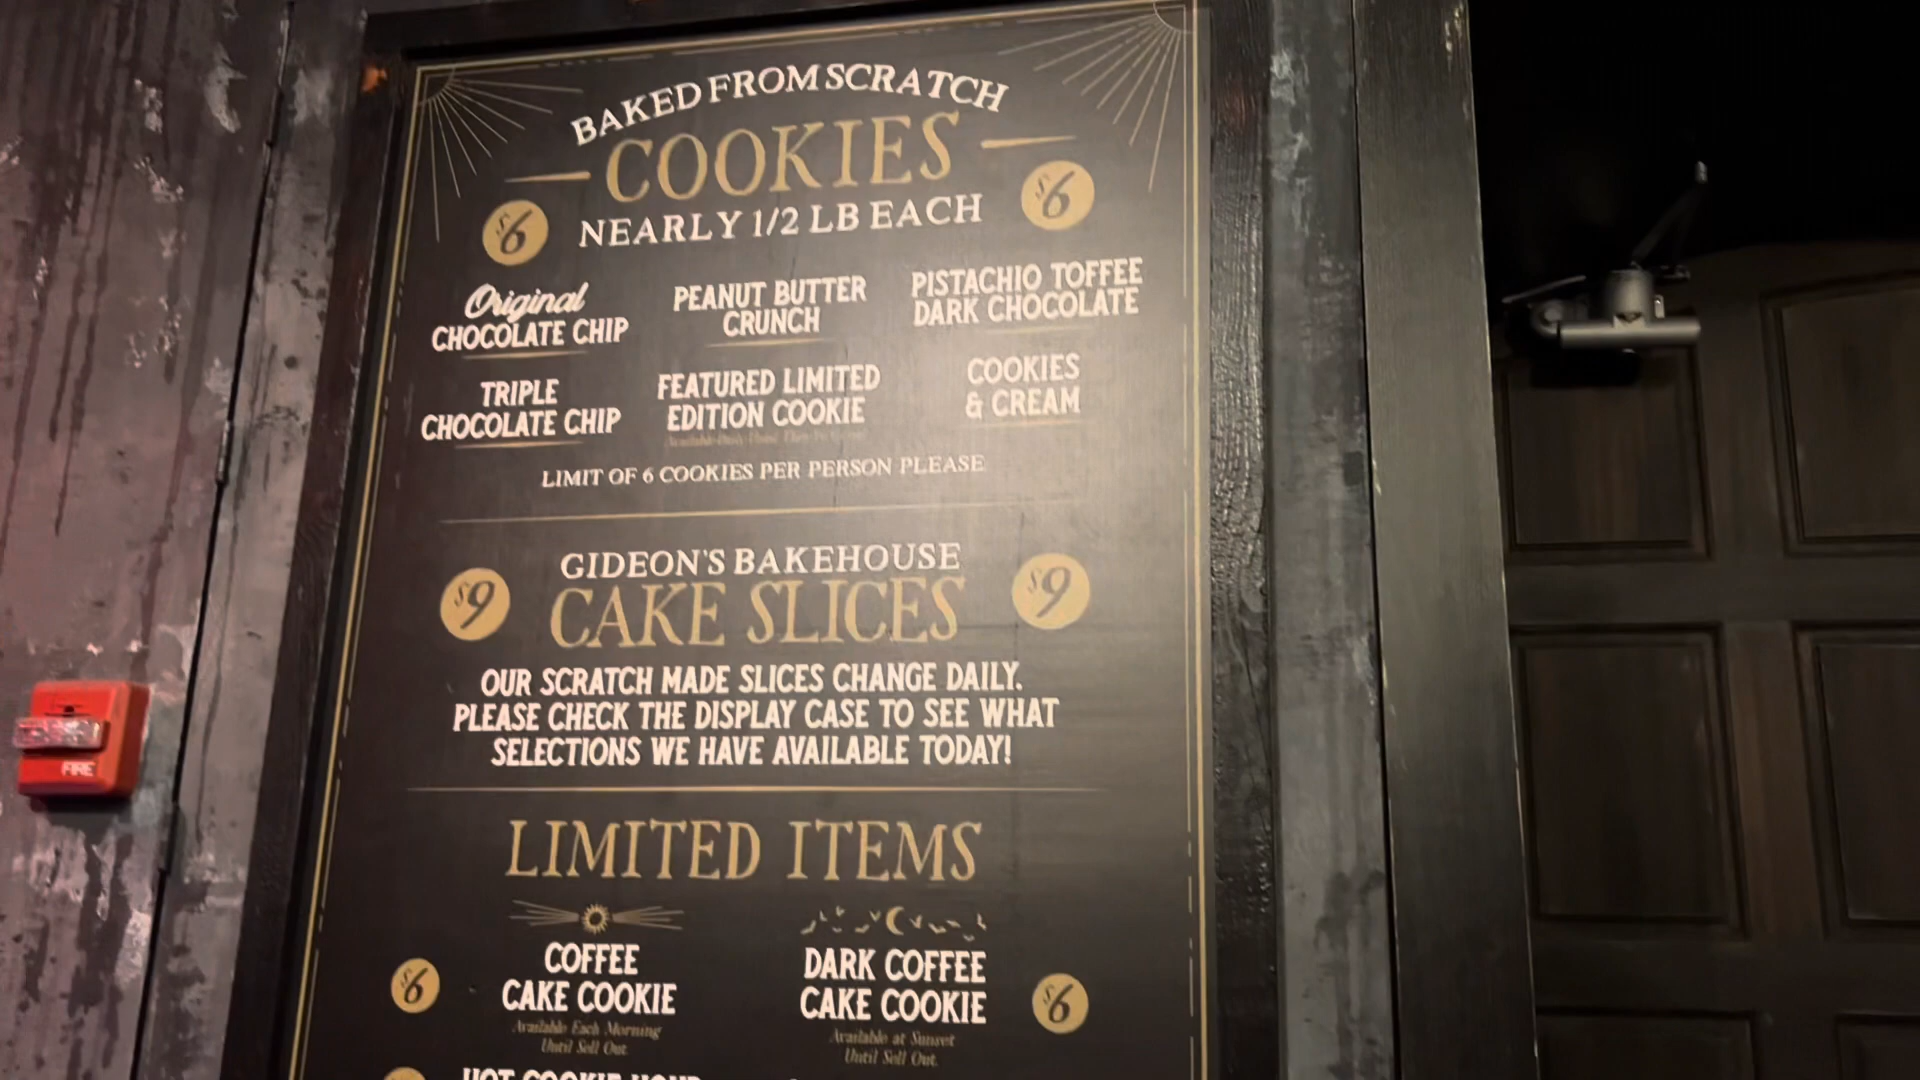 BAKED FROM SCRATCH
COOKIES
$6
$6
NEARLY 1/2 LB EACH
Original
CHOCOLATE CHIP
PEANUT BUTTER
CRUNCH
PISTACHIO TOFFEE
DARK CHOCOLATE
TRIPLE
CHOCOLATE CHIP
FEATURED LIMITED
EDITION COOKIE
COOKIES
& CREAM
LIMIT OF 6 COOKIES PER PERSON PLEASE
GIDEON'S BAKEHOUSE
$9
CAKE SLICES
$9
OUR SCRATCH MADE SLICES CHANGE DAILY.
PLEASE CHECK THE DISPLAY CASE TO SEE WHAT
SELECTIONS WE HAVE AVAILABLE TODAY!
FIRE
LIMITED ITEMS
$6
COFFEE
CAKE COOKIE
Available Each Morning
Until Sell Out.
DARK COFFEE
CAKE COOKIE
Available at Sunset
Until Sell Out.
$6
HOT COOKIE HOUR